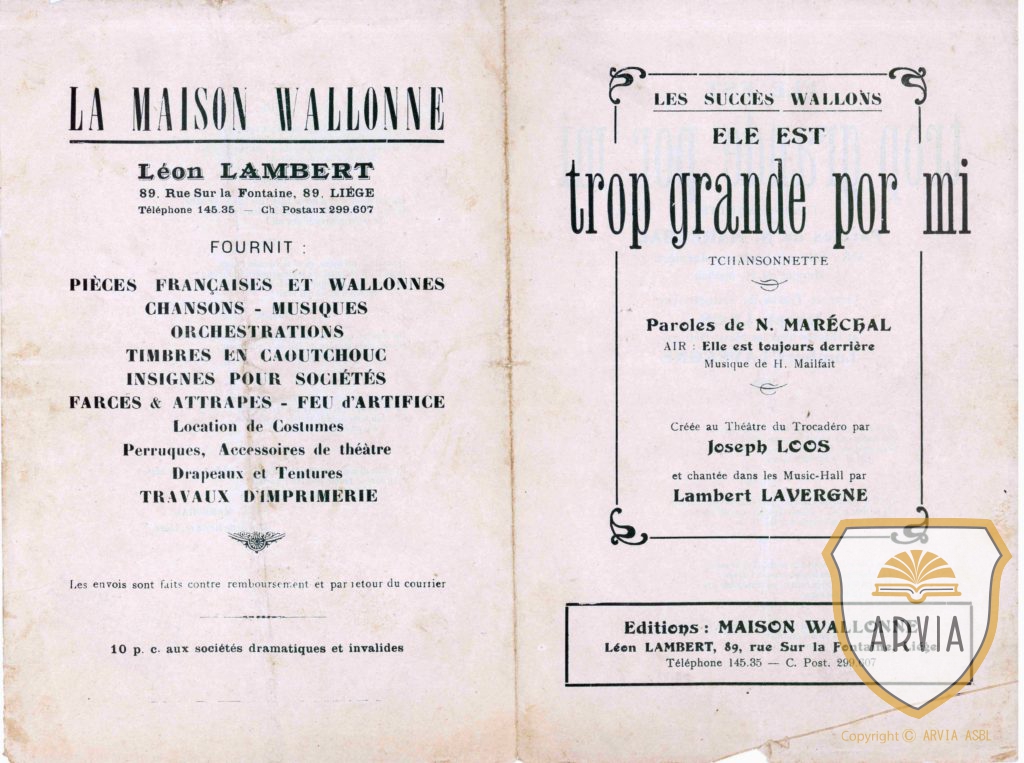 LA MAISON WALLONNE
Léon LAMBERT
89, Rue Sur la Fontaine, 89, LIÉGE
Téléphone 145.35 — Ch Postaux 299.607
FOURNIT :
PIÈCES FRANÇAISES ET WALLONNES
CHANSONS - MUSIQUES
ORCHESTRATIONS
TIMBRES EN CAOUTCHOUC
INSIGNES POUR SOCIÉTÉS
FARCES & ATTRAPES - FEU d'ARTIFICE
Location de Costumes
Perruques, Accessoires de théâtre
Drapeaux et Tentures
TRAVAUX D'IMPRIMERIE
Les envois sont faits contre remboursement et par retour du courrier
10 p. c. aux sociétés dramatiques et invalides
LES SUCCÈS WALLONS
ELE EST
trop grande por mi
TCHANSONNETTE
Paroles de N. MARÉCHAL
AIR : Elle est toujours derrière
Musique de H. Mailfait
Créée au Théâtre du Trocadéro par
Joseph LOOS
et chantée dans les Music-Hall par
Lambert LAVERGNE
Editions : MAISON WALLONNE
Léon LAMBERT, 89, rue Sur la Fontaine, Liége
Téléphone 145.35 — C. Post. 299.607
ARVIA
Copyright © ARVIA ASBL